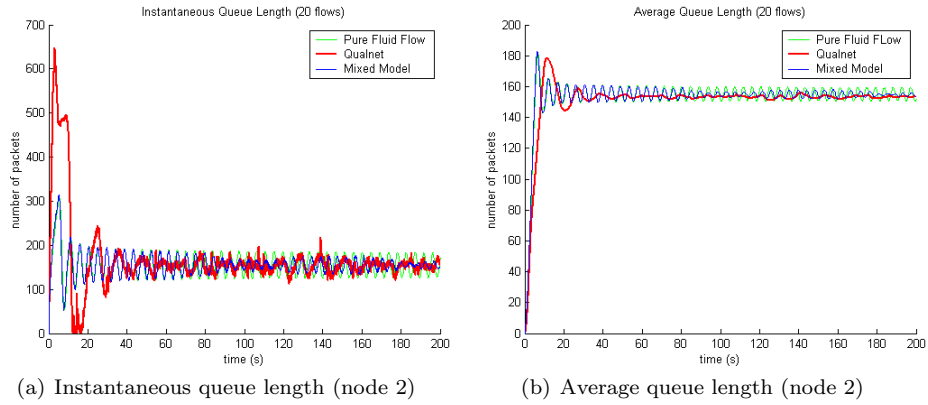 Instantaneous Queue Length (20 flows)
700
600
500
400
300
200
100
0
number of packets
0 20 40 60 80 100 120 140 160 180 200
time (s)
Pure Fluid Flow
Qualnet
Mixed Model
(a) Instantaneous queue length (node 2)
Average Queue Length (20 flows)
200
180
160
140
120
100
80
60
40
20
0
number of packets
0 20 40 60 80 100 120 140 160 180 200
time (s)
Pure Fluid FLow
Qualnet
Mixed Model
(b) Average queue length (node 2)